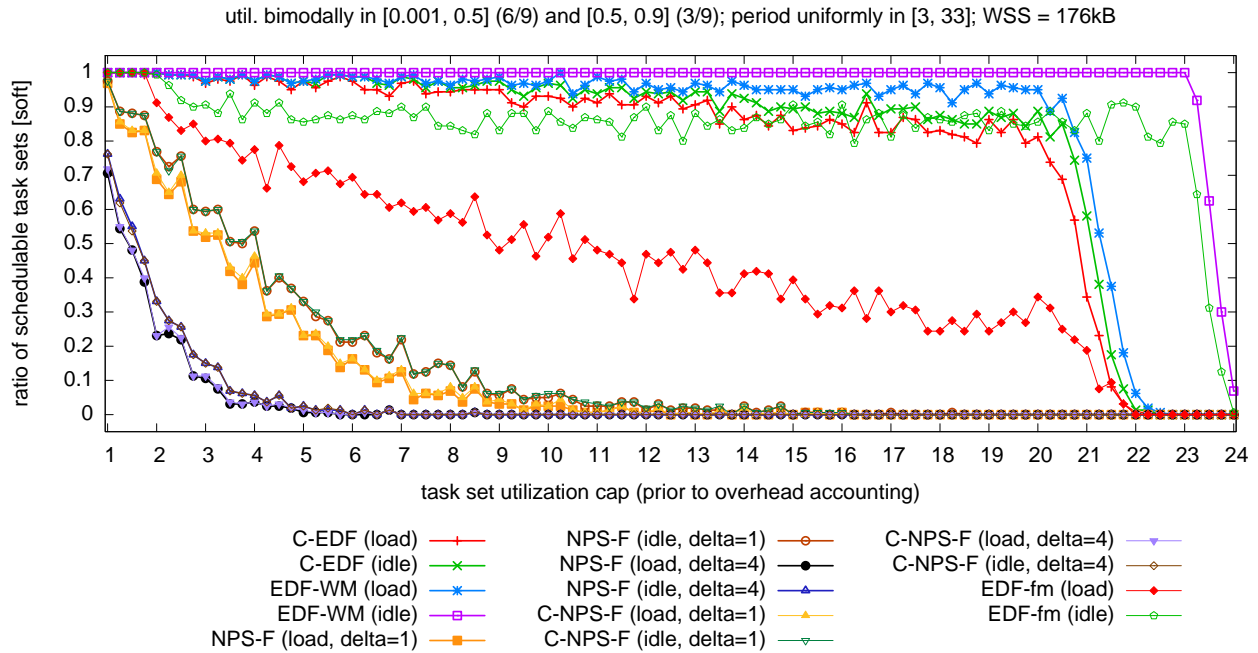 util. bimodally in [0.001, 0.5] (6/9) and [0.5, 0.9] (3/9); period uniformly in [3, 33]; WSS = 176kB
ratio of schedulable task sets [soft]
1
0.9
0.8
0.7
0.6
0.5
0.4
0.3
0.2
0.1
0
1 2 3 4 5 6 7 8 9 10 11 12 13 14 15 16 17 18 19 20 21 22 23 24
task set utilization cap (prior to overhead accounting)
C-EDF (load)
C-EDF (idle)
EDF-WM (load)
EDF-WM (idle)
NPS-F (load, delta=1)
NPS-F (idle, delta=1)
NPS-F (load, delta=4)
NPS-F (idle, delta=4)
C-NPS-F (load, delta=1)
C-NPS-F (idle, delta=1)
C-NPS-F (load, delta=4)
C-NPS-F (idle, delta=4)
EDF-fm (load)
EDF-fm (idle)